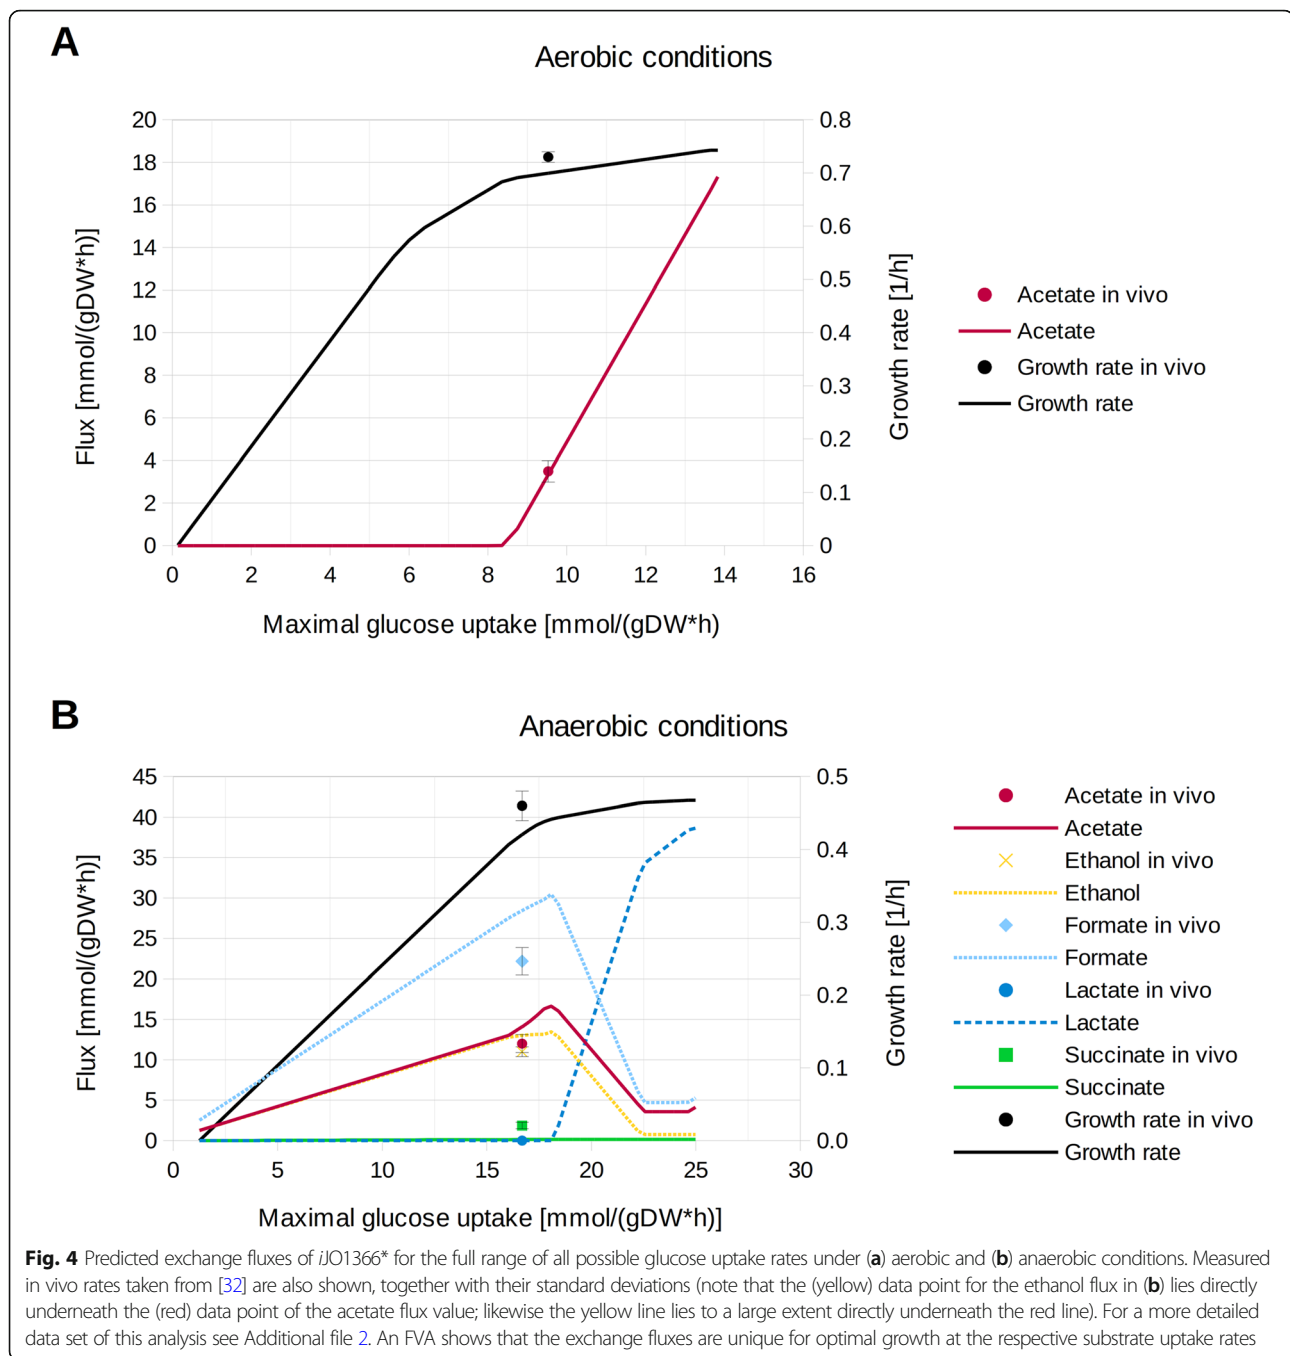 A
Aerobic conditions
20
18
16
14
12
10
8
6
4
2
0
Flux [mmol/(gDW*h)]
0.8
0.7
0.6
0.5
0.4
0.3
0.2
0.1
0
Growth rate [1/h]
0 2 4 6 8 10 12 14 16
Maximal glucose uptake [mmol/(gDW*h)
Acetate in vivo
Acetate
Growth rate in vivo
Growth rate
B
Anaerobic conditions
45
40
35
30
25
20
15
10
5
0
Flux [mmol/(gDW*h)]
0.5
0.4
0.3
0.2
0.1
0.0
Growth rate [1/h]
0 5 10 15 20 25 30
Maximal glucose uptake [mmol/(gDW*h)]
Acetate in vivo
Acetate
Ethanol in vivo
Ethanol
Formate in vivo
Formate
Lactate in vivo
Lactate
Succinate in vivo
Succinate
Growth rate in vivo
Growth rate
Fig. 4 Predicted exchange fluxes of iJO1366* for the full range of all possible glucose uptake rates under (a) aerobic and (b) anaerobic conditions. Measured
in vivo rates taken from [32] are also shown, together with their standard deviations (note that the (yellow) data point for the ethanol flux in (b) lies directly
underneath the (red) data point of the acetate flux value; likewise the yellow line lies to a large extent directly underneath the red line). For a more detailed
data set of this analysis see Additional file 2. An FVA shows that the exchange fluxes are unique for optimal growth at the respective substrate uptake rates